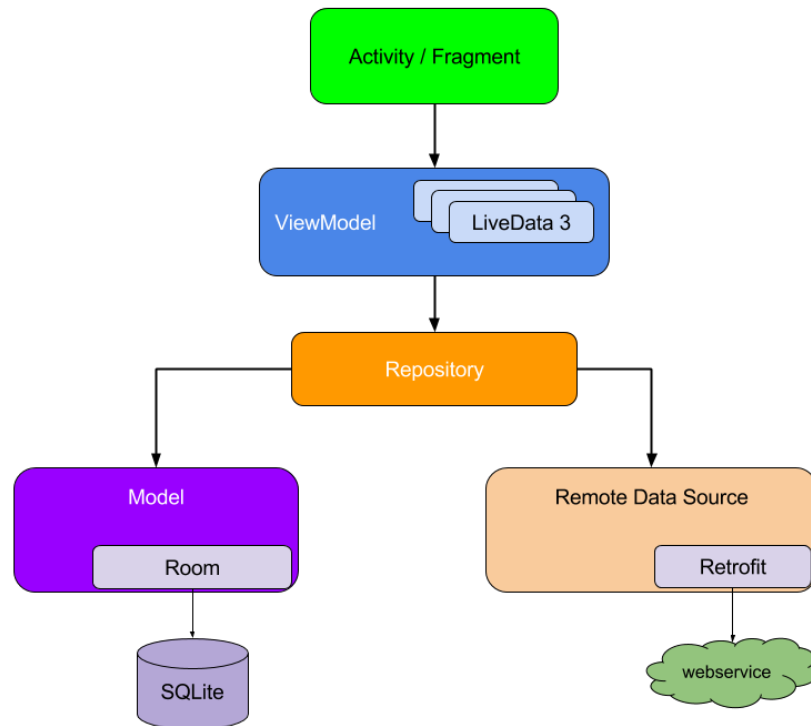 Activity / Fragment
ViewModel
LiveData 3
Repository
Model
Remote Data Source
Room
Retrofit
SQLite
webservice